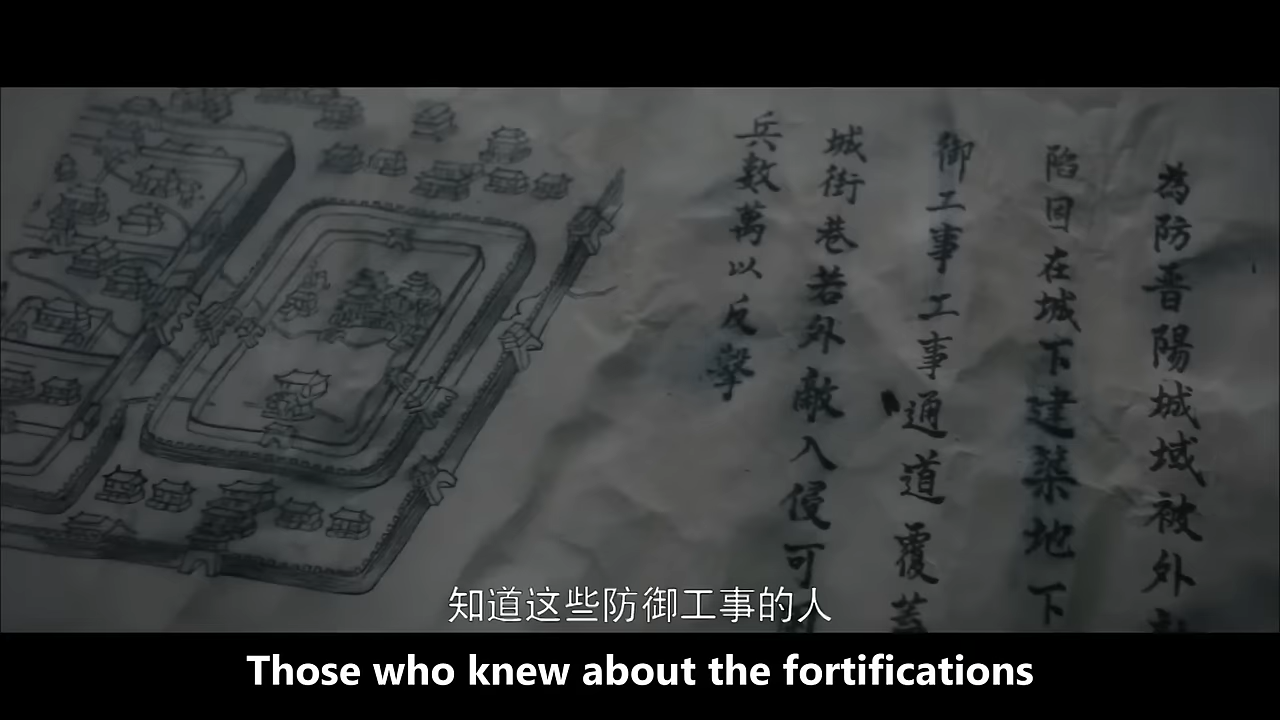 為防晋陽城域被外
陷因在城下建築地下
御工事工事通道覆蓋
城街巷若外敵入侵可
兵數萬以反擊
知道这些防御工事的人
Those who knew about the fortifications